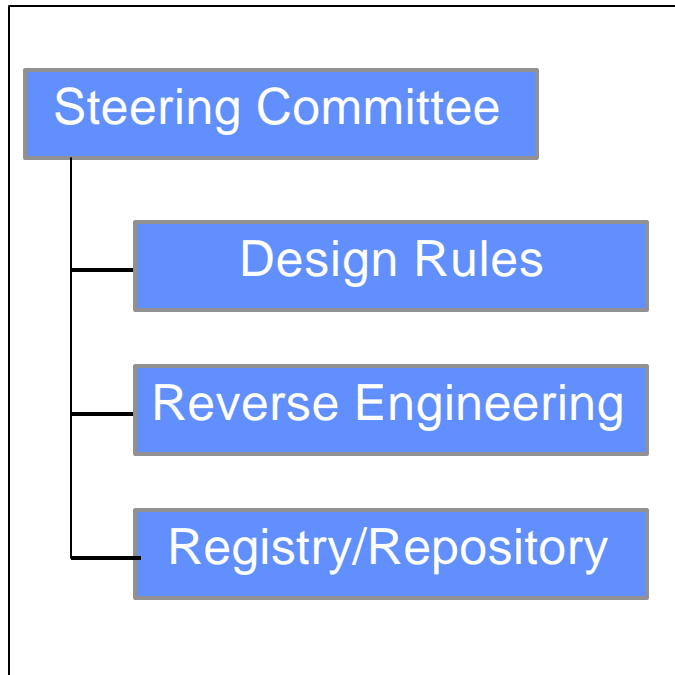 Steering Committee
Design Rules
Reverse Engineering
Registry/Repository